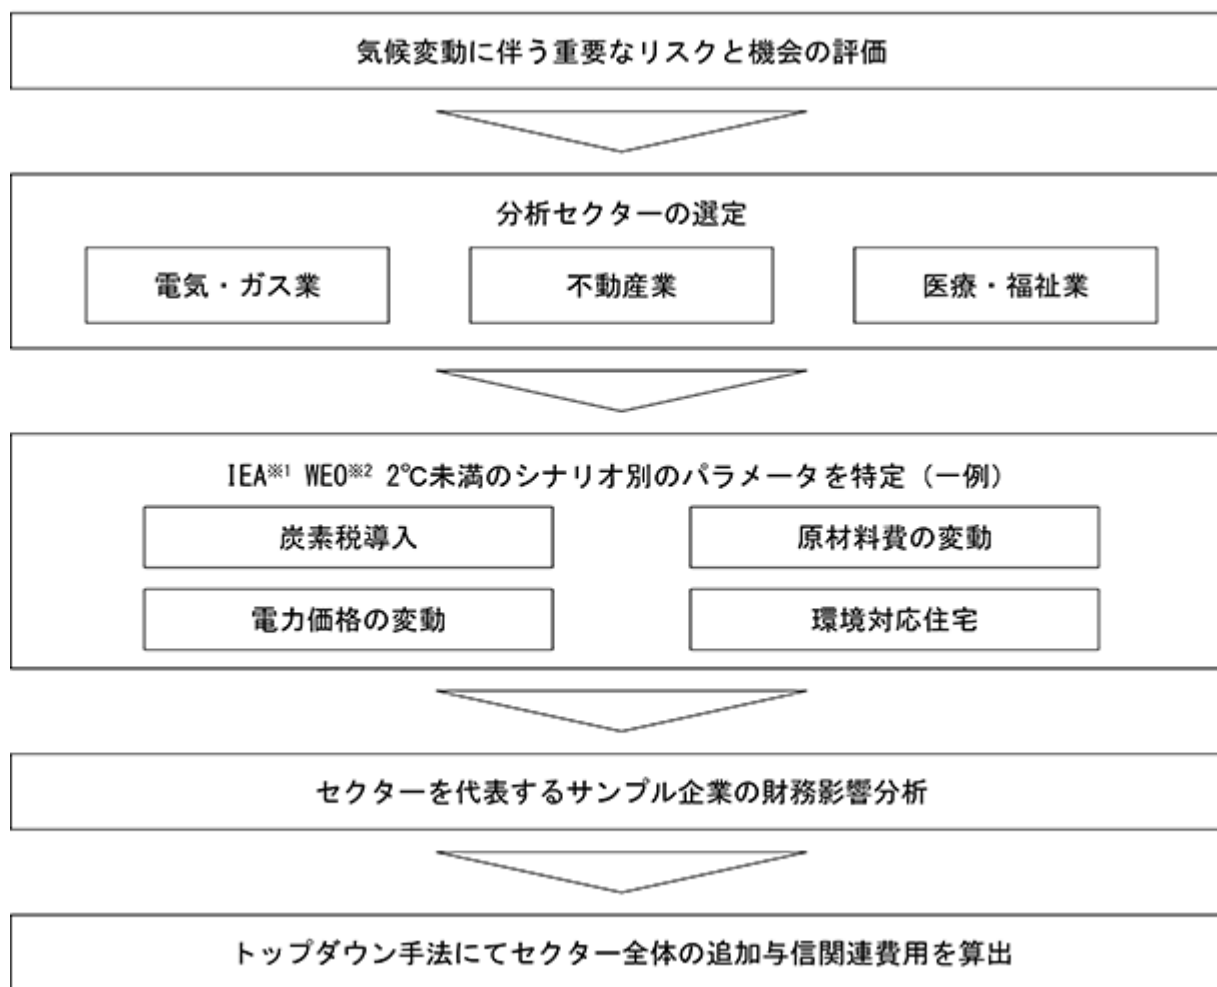 気候変動に伴う重要なリスクと機会の評価
分析セクターの選定
電気・ガス業 不動産業 医療・福祉業
IEA※1 WEO※2 2℃未満のシナリオ別のパラメータを特定（一例）
炭素税導入 原材料費の変動
電力価格の変動 環境対応住宅
セクターを代表するサンプル企業の財務影響分析
トップダウン手法にてセクター全体の追加与信関連費用を算出